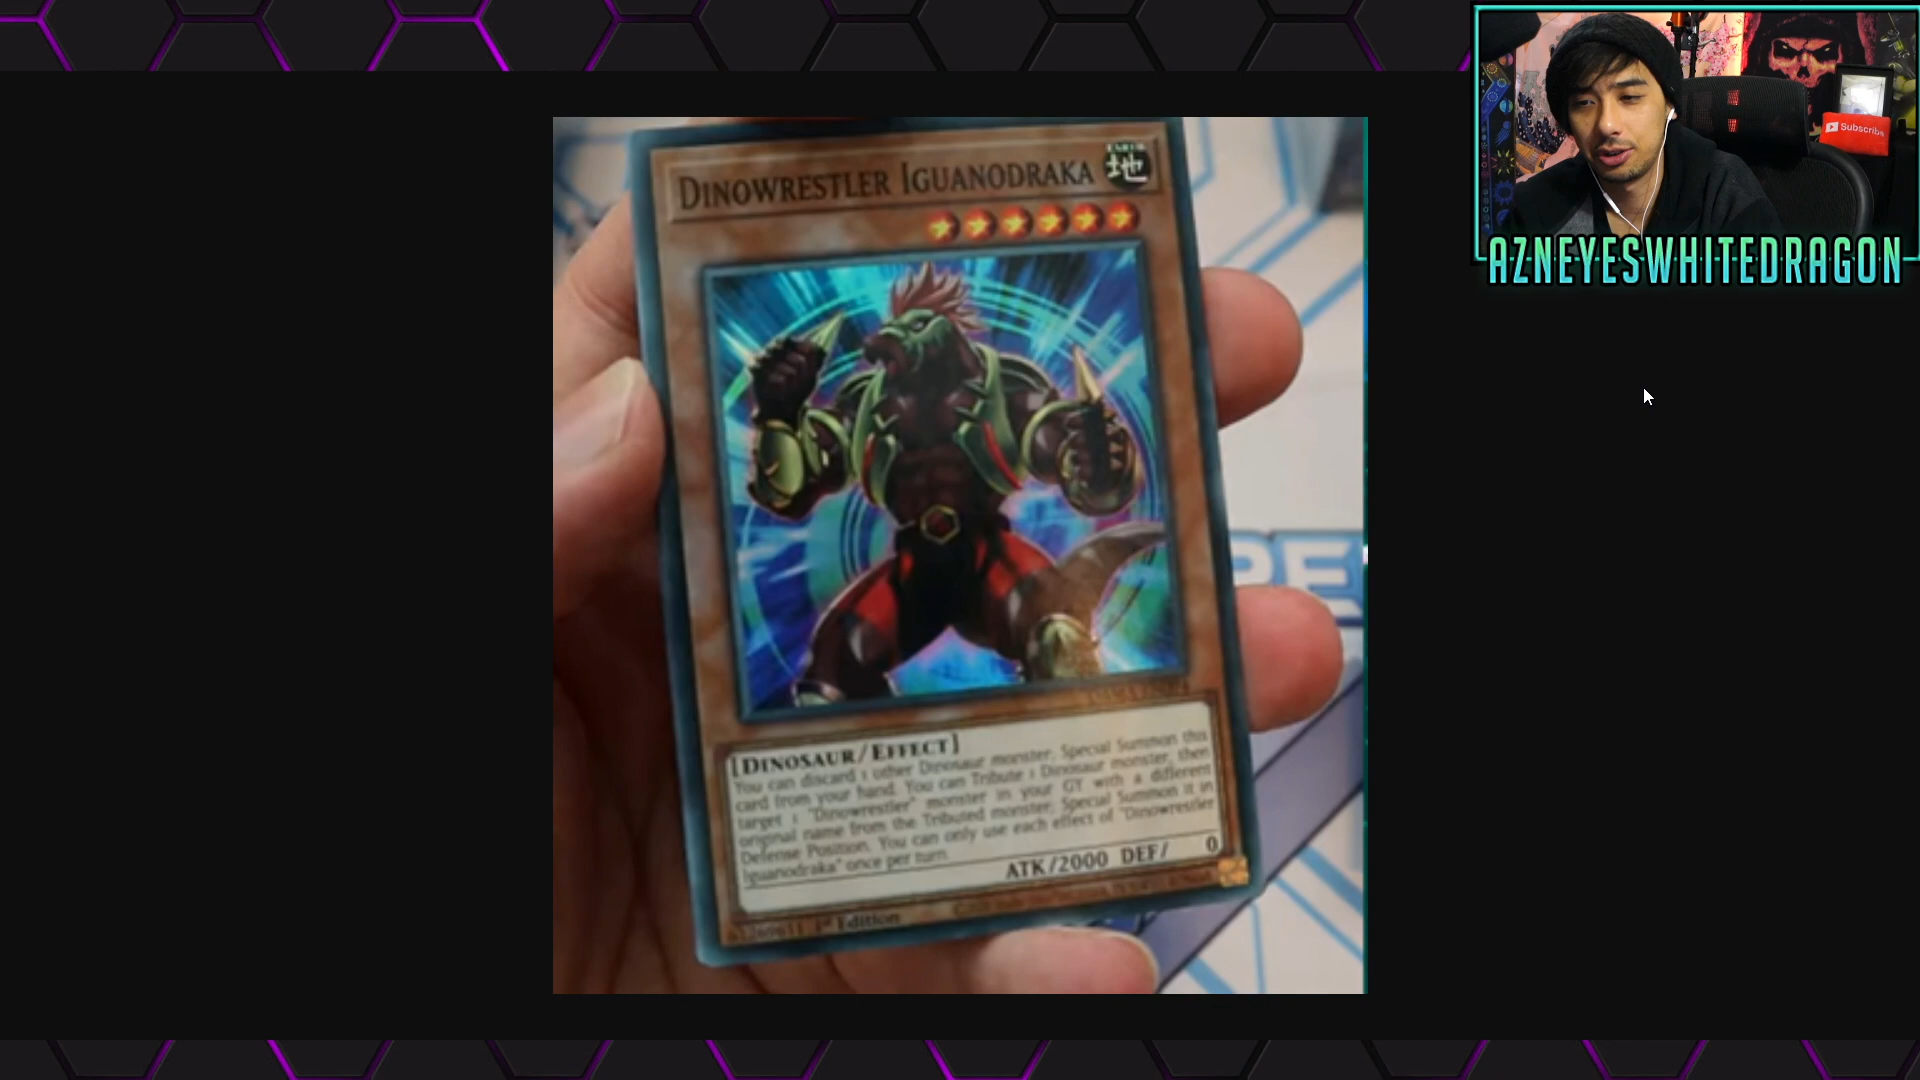 DINOWRESTLER IGUANODRAKA
EARTH
地
[DINOSAUR/EFFECT]
You can discard 1 other Dinosaur monster; Special Summon this
card from your hand. You can Tribute 1 Dinosaur monster, then
target 1 "Dinowrestler" monster in your GY with a different
original name from the Tributed monster; Special Summon it in
Defense Position. You can only use each effect of "Dinowrestler
Iguanodraka" once per turn.
ATK/2000 DEF/ 0
1st Edition
Subscribe
AZNEYESWHITEDRAGON